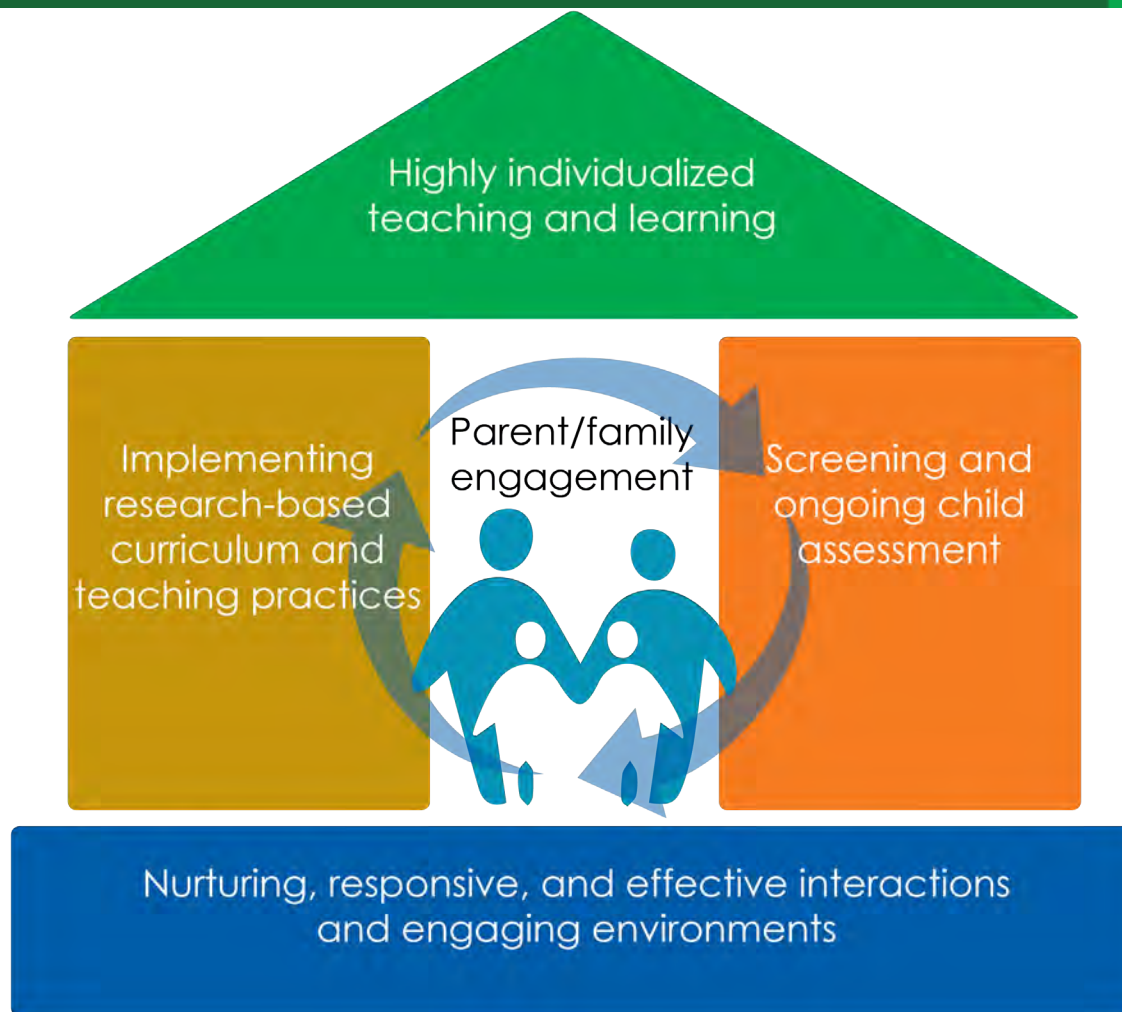 Highly individualized
teaching and learning
Parent/family
engagement
Implementing
research-based
curriculum and
teaching practices
Screening and
ongoing child
assessment
Nurturing, responsive, and effective interactions
and engaging environments